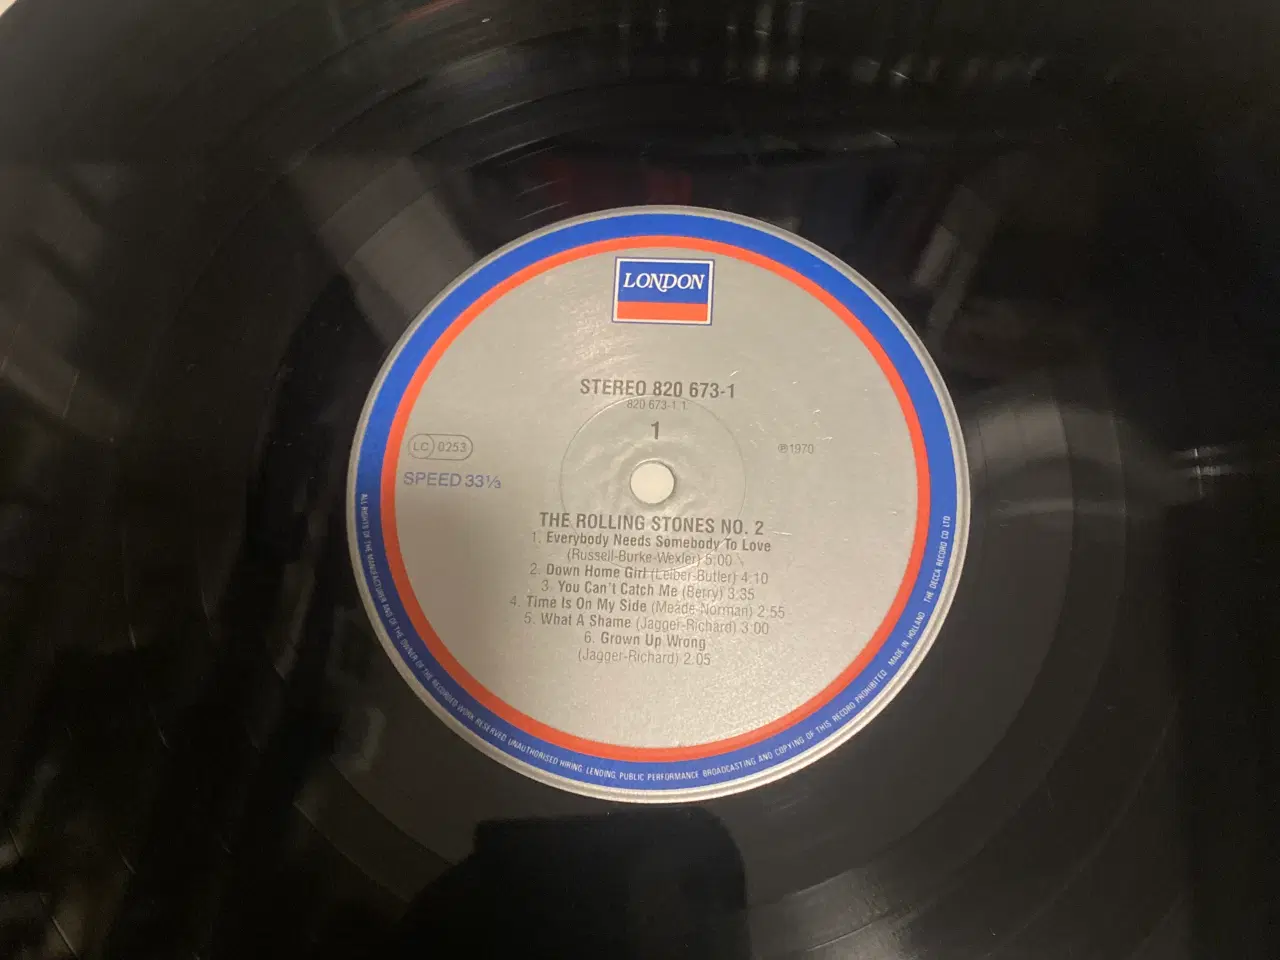 LONDON
STEREO 820 673-1
820 673-1 1
1
LC 0253
℗1970
SPEED 33⅓
THE ROLLING STONES NO. 2
1. Everybody Needs Somebody To Love
(Russell-Burke-Wexler) 5:00
2. Down Home Girl (Leiber-Butler) 4:10
3. You Can't Catch Me (Berry) 3:35
4. Time Is On My Side (Meade-Norman) 2:55
5. What A Shame (Jagger-Richard) 3:00
6. Grown Up Wrong
(Jagger-Richard) 2:05
ALL RIGHTS OF THE MANUFACTURER AND OF THE OWNER OF THE RECORDED WORK RESERVED UNAUTHORISED HIRING, LENDING, PUBLIC PERFORMANCE BROADCASTING AND COPYING OF THIS RECORD PROHIBITED MADE IN HOLLAND THE DECCA RECORD CO LTD